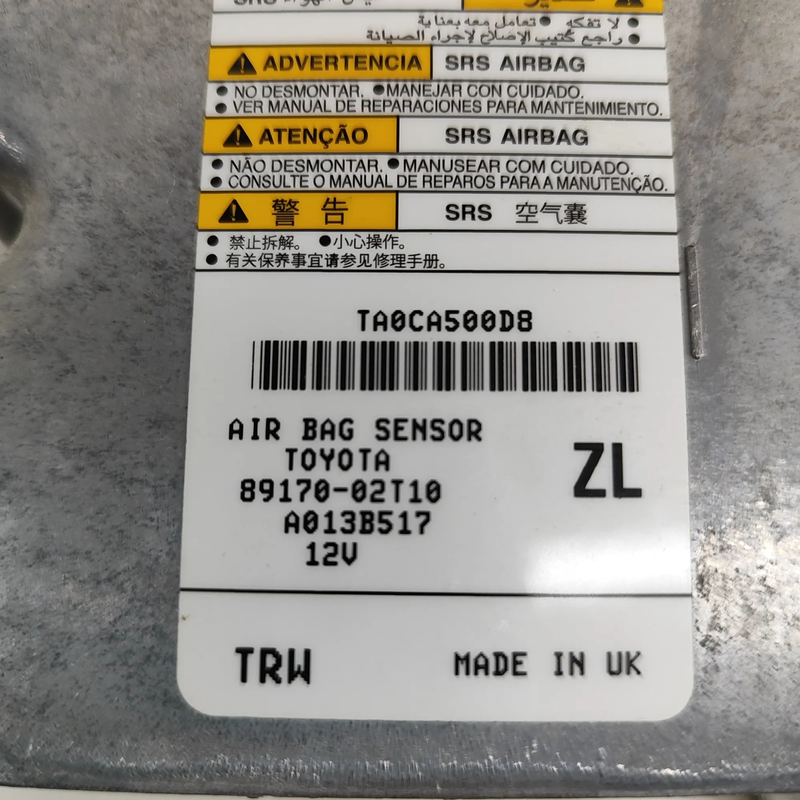 SRS
لا تفكه ● تعامل معه بعناية ●
راجع كتيب الإصلاح لإجراء الصيانة ●
ADVERTENCIA SRS AIRBAG
● NO DESMONTAR. ●MANEJAR CON CUIDADO.
● VER MANUAL DE REPARACIONES PARA MANTENIMIENTO.
ATENÇÃO SRS AIRBAG
● NÃO DESMONTAR. ● MANUSEAR COM CUIDADO.
● CONSULTE O MANUAL DE REPAROS PARA A MANUTENÇÃO.
警告 SRS 空气囊
● 禁止拆解。 ●小心操作。
● 有关保养事宜请参见修理手册。
TA0CA500D8
AIR BAG SENSOR
TOYOTA
89170-02T10
A013B517
12V
ZL
TRW MADE IN UK